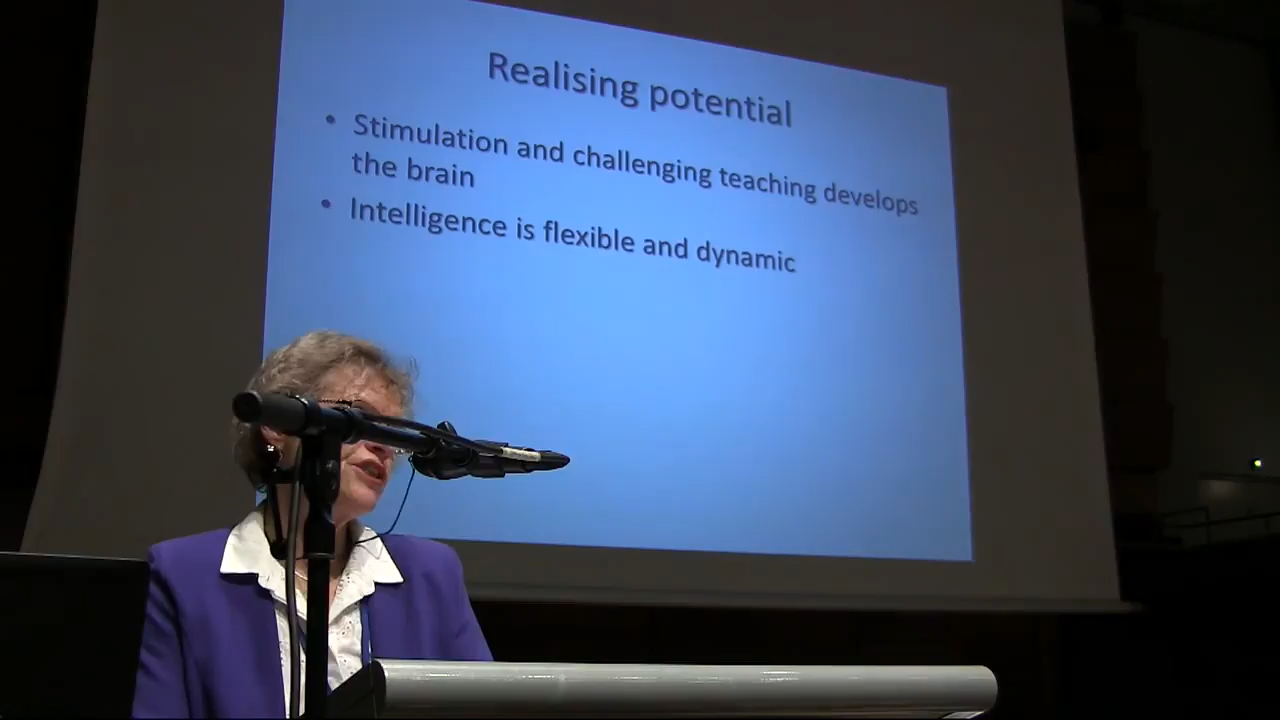 Realising potential
• Stimulation and challenging teaching develops
the brain
• Intelligence is flexible and dynamic